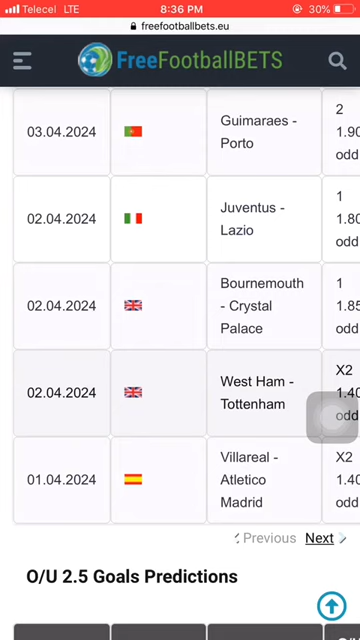 Telecel LTE 8:36 PM 30%
freefootballbets.eu
FreeFootballBETS
03.04.2024 Guimaraes - Porto 2 1.90 odd
02.04.2024 Juventus - Lazio 1 1.80 odd
02.04.2024 Bournemouth - Crystal Palace 1 1.85 odd
02.04.2024 West Ham - Tottenham X2 1.40 odd
01.04.2024 Villareal - Atletico Madrid X2 1.40 odd
Previous Next
O/U 2.5 Goals Predictions